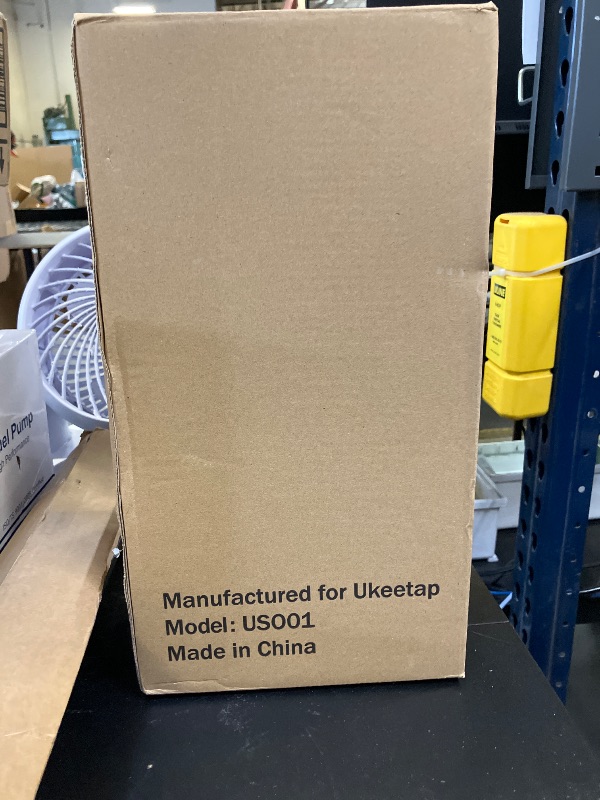 Manufactured for Ukeetap
Model: US001
Made in China
el Pump